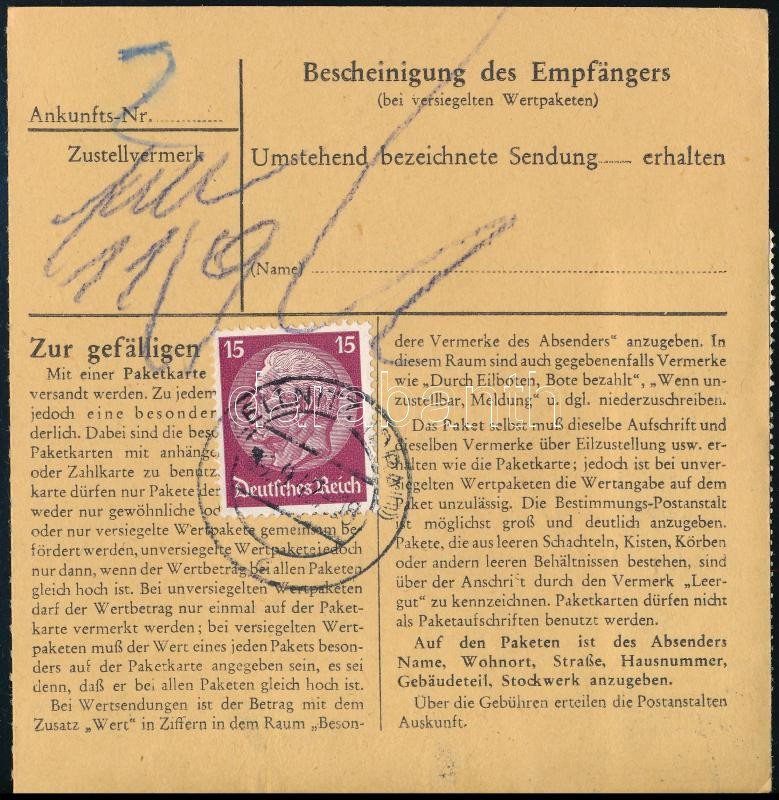 Bescheinigung des Empfängers
(bei versiegelten Wertpaketen)
Ankunfts-Nr.
Zustellvermerk
Umstehend bezeichnete Sendung erhalten
11/9
(Name)
Zur gefälligen
Mit einer Paketkarte
versandt werden. Zu jedem
jedoch eine besonder
derlich. Dabei sind die beso
Paketkarten mit anhäng
oder Zahlkarte zu benutz
karte dürfen nur Pakete der
weder nur gewöhnliche od
oder nur versiegelte Wertpakete gemeinsam be-
fördert werden, unversiegelte Wertpakete jedoch
nur dann, wenn der Wertbetrag bei allen Paketen
gleich hoch ist. Bei unversiegelten Wertpaketen
darf der Wertbetrag nur einmal auf der Paket-
karte vermerkt werden; bei versiegelten Wert-
paketen muß der Wert eines jeden Pakets beson-
ders auf der Paketkarte angegeben sein, es sei
denn, daß er bei allen Paketen gleich hoch ist.
Bei Wertsendungen ist der Betrag mit dem
Zusatz „Wert" in Ziffern in dem Raum „Beson-
15 15
Deutsches Reich
dere Vermerke des Absenders" anzugeben. In
diesem Raum sind auch gegebenenfalls Vermerke
wie „Durch Eilboten, Bote bezahlt", „Wenn un-
zustellbar, Meldung" u. dgl. niederzuschreiben.
Das Paket selbst muß dieselbe Aufschrift und
dieselben Vermerke über Eilzustellung usw. er-
halten wie die Paketkarte; jedoch ist bei unver-
siegelten Wertpaketen die Wertangabe auf dem
Paket unzulässig. Die Bestimmungs-Postanstalt
ist möglichst groß und deutlich anzugeben.
Pakete, die aus leeren Schachteln, Kisten, Körben
oder andern leeren Behältnissen bestehen, sind
über der Anschrift durch den Vermerk „Leer-
gut" zu kennzeichnen. Paketkarten dürfen nicht
als Paketaufschriften benutzt werden.
Auf den Paketen ist des Absenders
Name, Wohnort, Straße, Hausnummer,
Gebäudeteil, Stockwerk anzugeben.
Über die Gebühren erteilen die Postanstalten
Auskunft.
darabanth